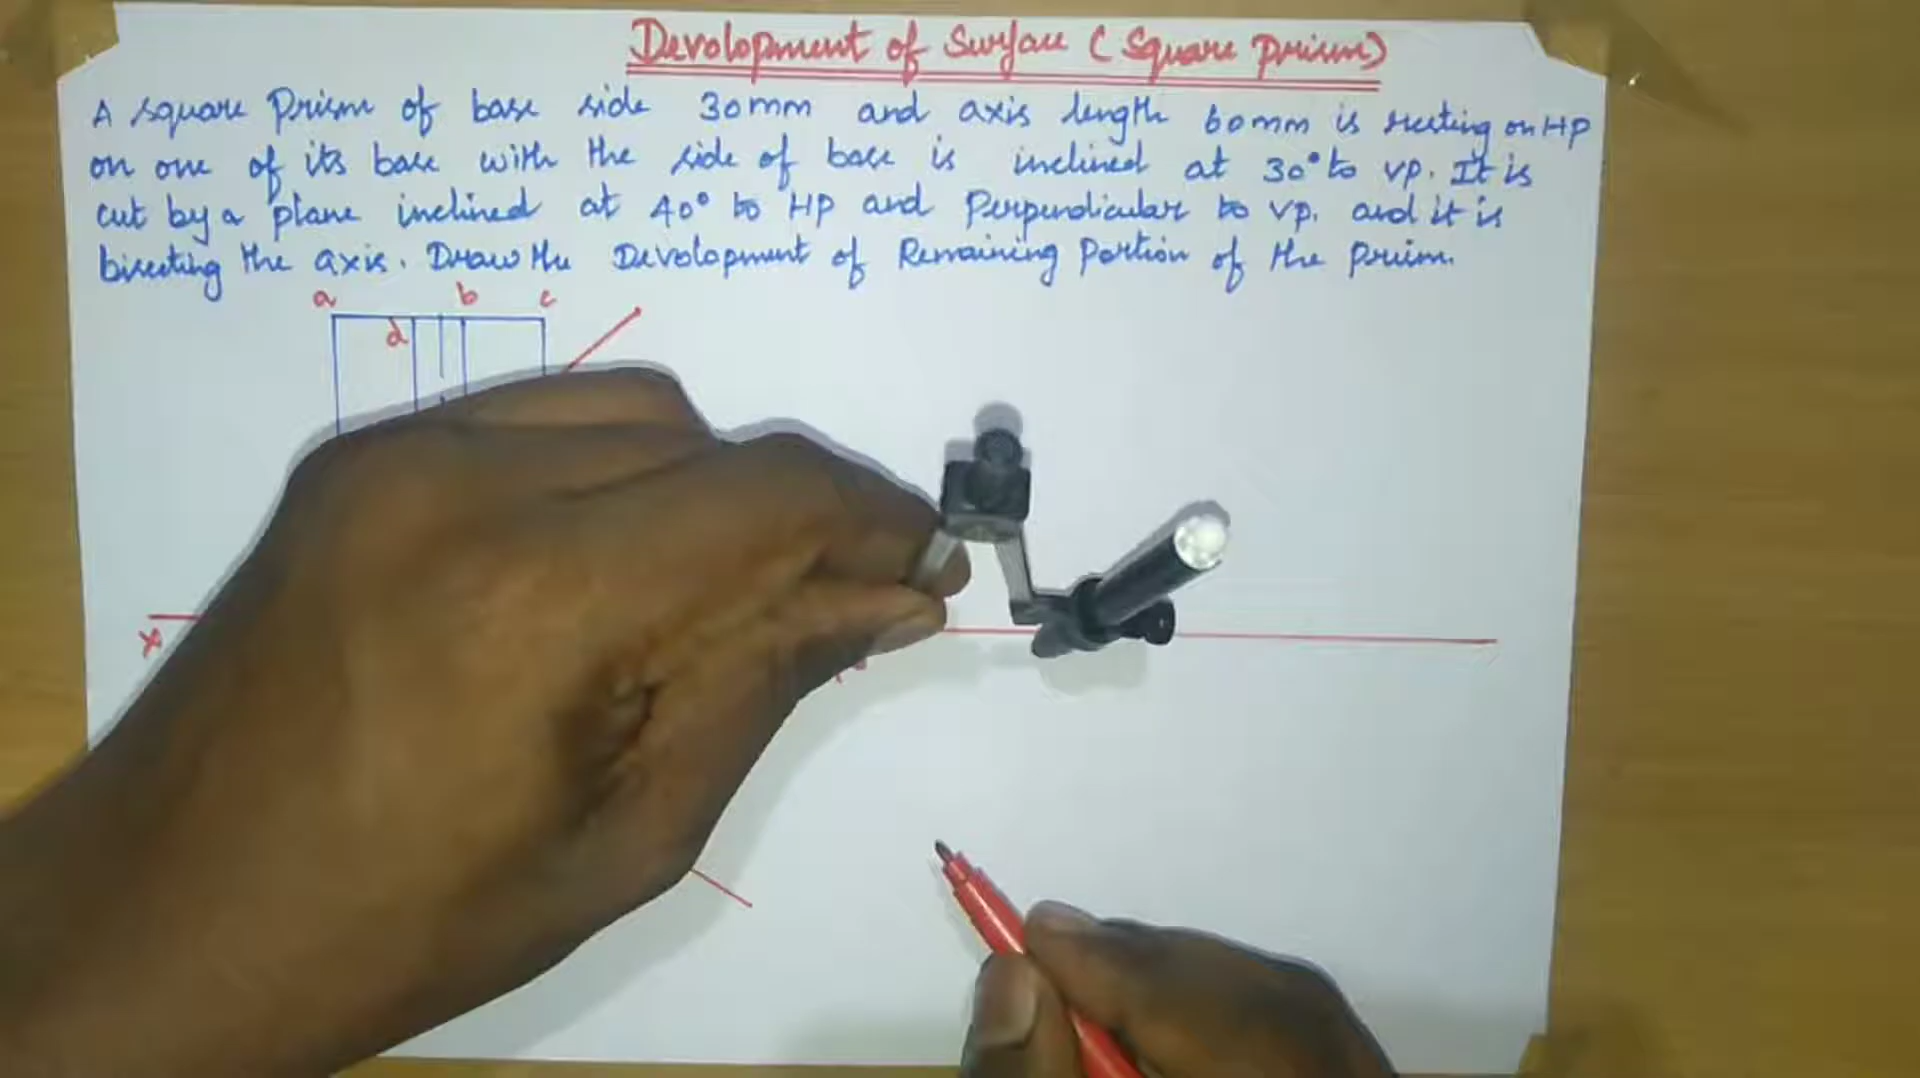 Devolopment of Surface (Square Prism)
A square Prism of base side 30mm and axis length 60mm is resting on HP
on one of its base with the side of base is inclined at 30° to VP. It is
cut by a plane inclined at 40° to HP and Perpendicular to VP. and it is
bisecting the axis. Draw the Devolopment of Remaining Portion of the Prism.
a b c
d
X